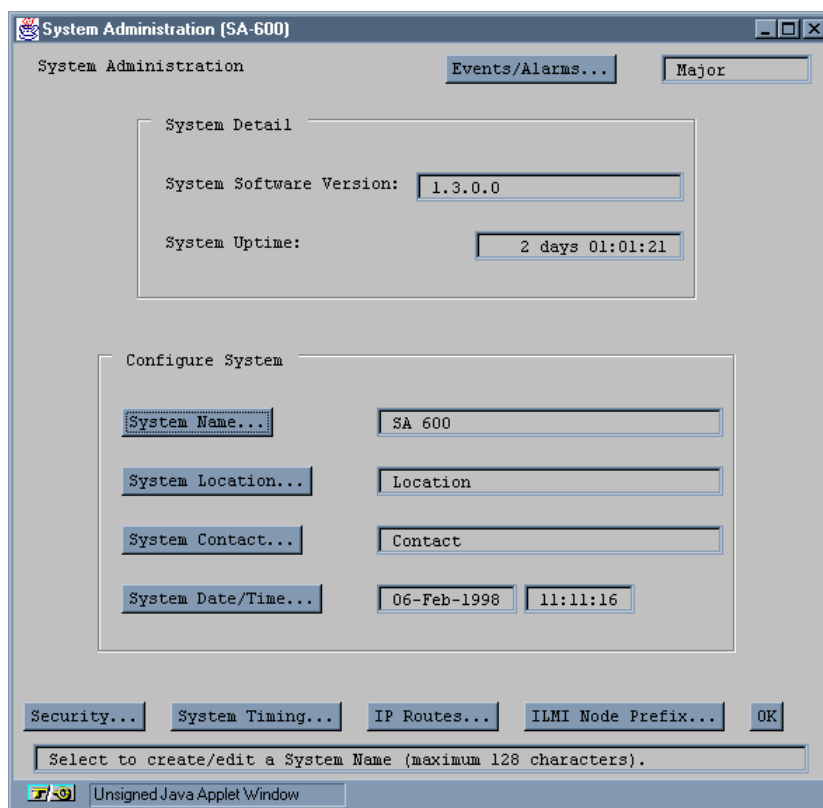 System Administration (SA-600)
System Administration Events/Alarms... Major
System Detail
System Software Version: 1.3.0.0
System Uptime: 2 days 01:01:21
Configure System
System Name... SA 600
System Location... Location
System Contact... Contact
System Date/Time... 06-Feb-1998 11:11:16
Security... System Timing... IP Routes... ILMI Node Prefix... OK
Select to create/edit a System Name (maximum 128 characters).
Unsigned Java Applet Window